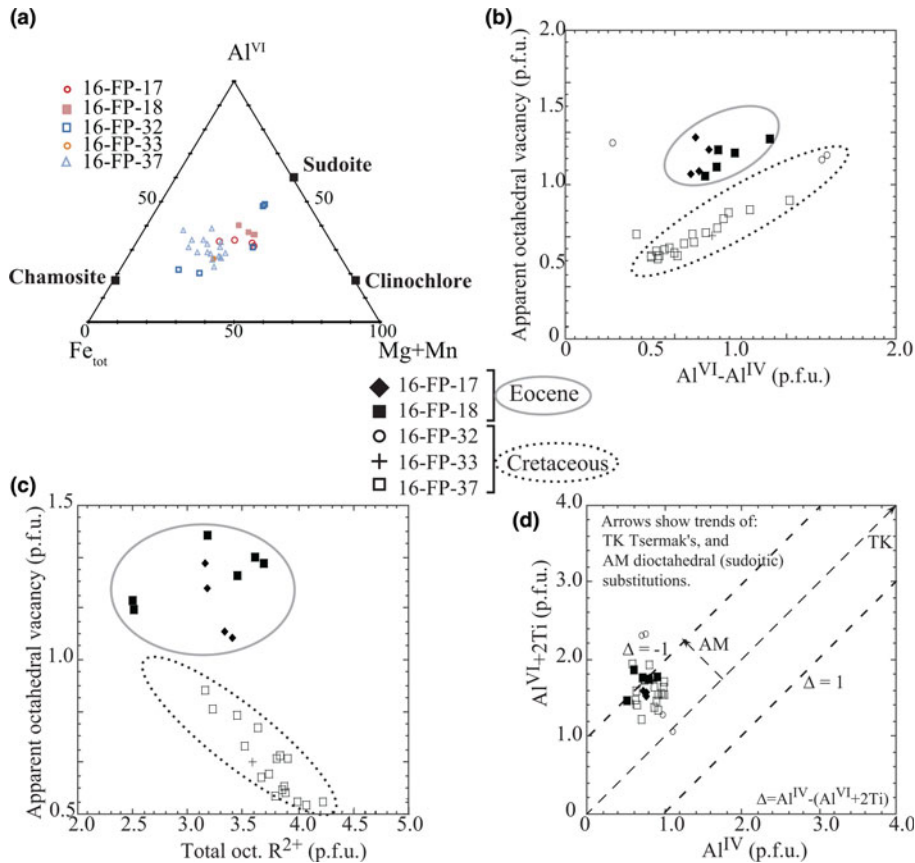 (a)
Al^VI
16-FP-17
16-FP-18
16-FP-32
16-FP-33
16-FP-37
Sudoite
50
50
Chamosite
Clinochlore
0
50
100
Fe_tot
Mg+Mn
(b)
Apparent octahedral vacancy (p.f.u.)
2.0
1.5
1.0
0.5
0
0
0.5
1.0
2.0
Al^VI-Al^IV (p.f.u.)
16-FP-17
16-FP-18
Eocene
16-FP-32
16-FP-33
16-FP-37
Cretaceous
(c)
Apparent octahedral vacancy (p.f.u.)
1.5
1.0
0.5
2.0
2.5
3.0
3.5
4.0
4.5
5.0
Total oct. R^2+ (p.f.u.)
(d)
Al^VI+2Ti (p.f.u.)
4.0
3.0
2.0
1.0
0
Arrows show trends of:
TK Tsermak's, and
AM dioctahedral (sudoitic)
substitutions.
TK
AM
Δ = -1
Δ = 1
Δ=Al^IV-(Al^VI+2Ti)
0
1.0
2.0
3.0
4.0
Al^IV (p.f.u.)